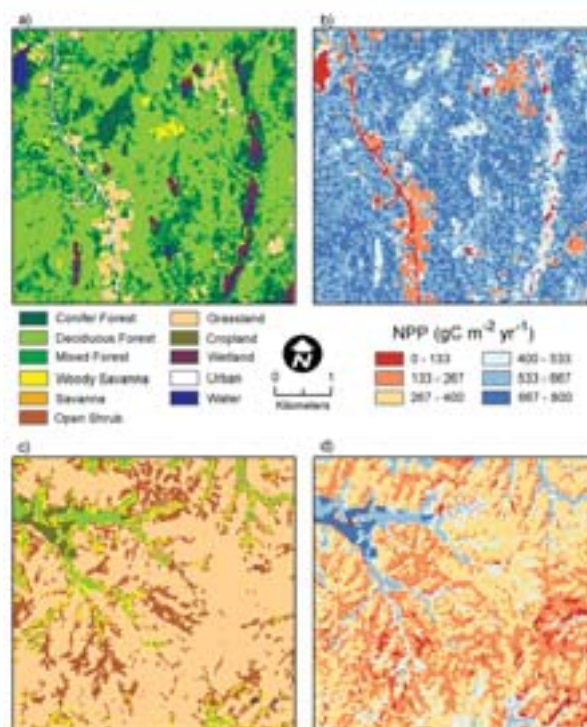 a)
b)
Conifer Forest
Deciduous Forest
Mixed Forest
Woody Savanna
Savanna
Open Shrub
Grassland
Cropland
Wetland
Urban
Water
N
0 1
Kilometers
NPP (gC m⁻² yr⁻¹)
0 - 133
133 - 267
267 - 400
400 - 533
533 - 667
667 - 800
c)
d)